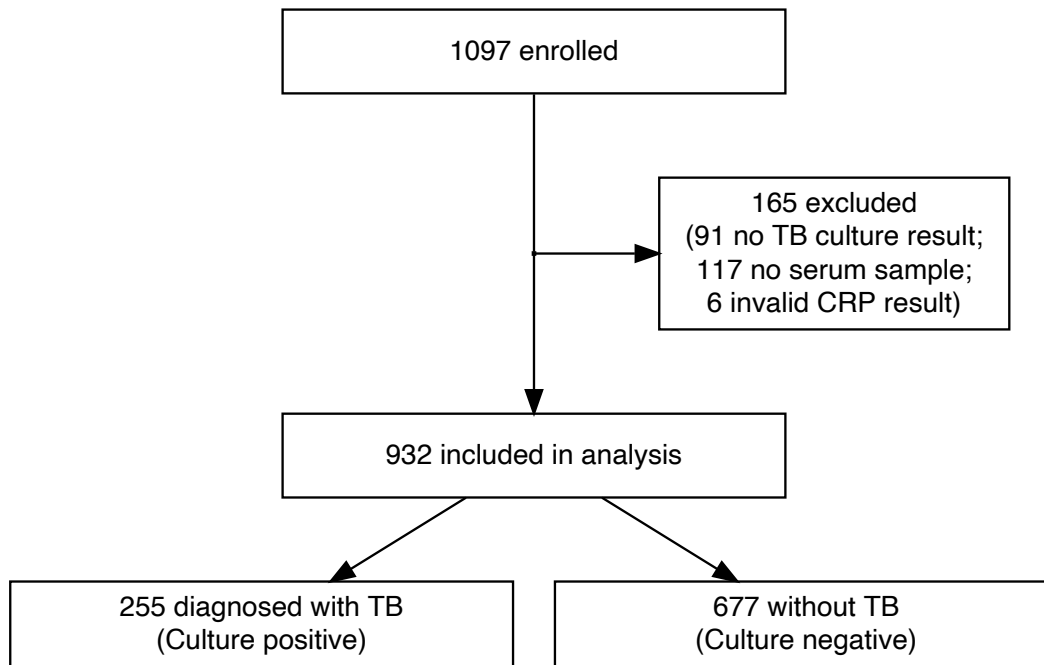 1097 enrolled
165 excluded
(91 no TB culture result;
117 no serum sample;
6 invalid CRP result)
932 included in analysis
255 diagnosed with TB
(Culture positive)
677 without TB
(Culture negative)